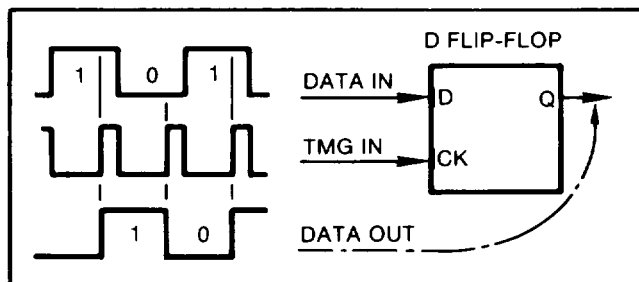 D FLIP-FLOP
1 0 1
DATA IN
D
Q
TMG IN
CK
1 0
DATA OUT